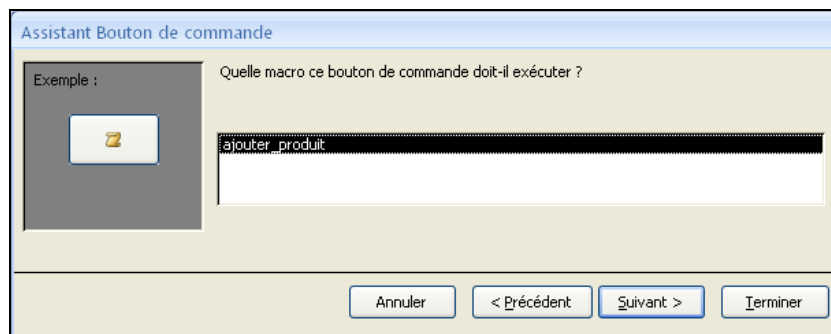 Assistant Bouton de commande
Exemple :
Quelle macro ce bouton de commande doit-il exécuter ?
ajouter_produit
Annuler
< Précédent
Suivant >
Terminer